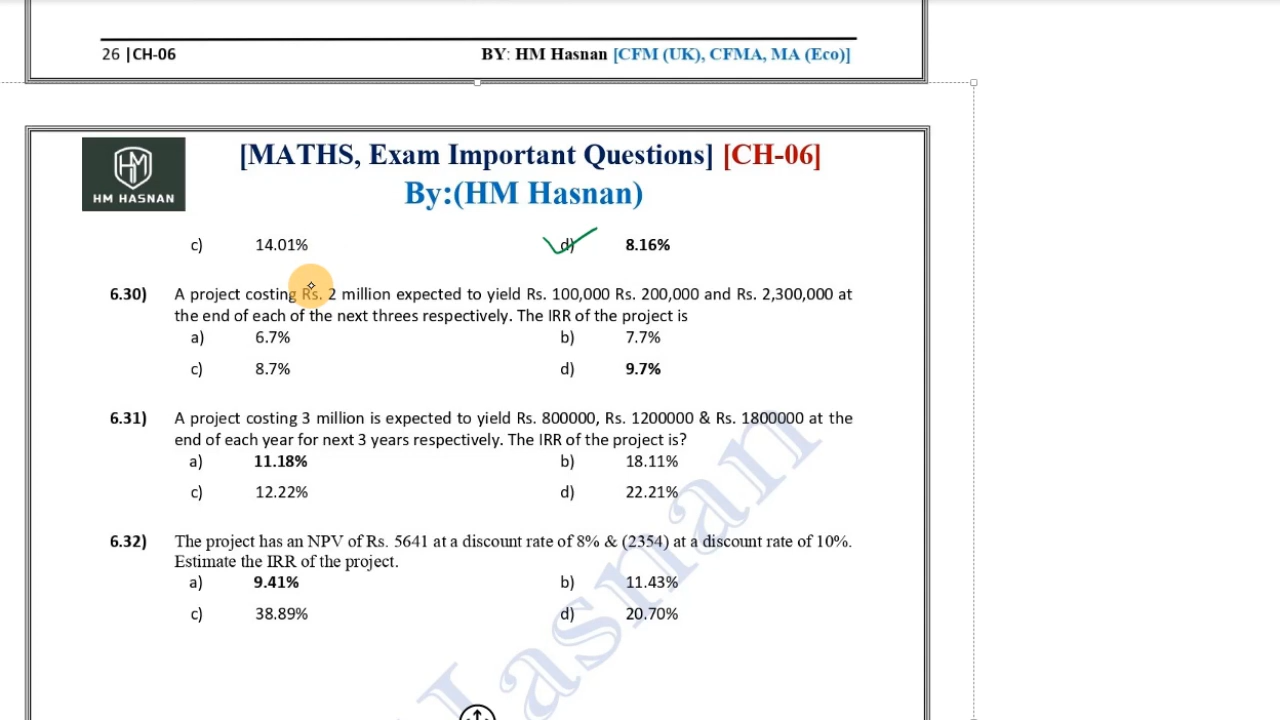 26 |CH-06 BY: HM Hasnan [CFM (UK), CFMA, MA (Eco)]
HM HASNAN
[MATHS, Exam Important Questions] [CH-06]
By:(HM Hasnan)
c) 14.01% d) 8.16%
6.30) A project costing Rs. 2 million expected to yield Rs. 100,000 Rs. 200,000 and Rs. 2,300,000 at
the end of each of the next threes respectively. The IRR of the project is
a) 6.7% b) 7.7%
c) 8.7% d) 9.7%
6.31) A project costing 3 million is expected to yield Rs. 800000, Rs. 1200000 & Rs. 1800000 at the
end of each year for next 3 years respectively. The IRR of the project is?
a) 11.18% b) 18.11%
c) 12.22% d) 22.21%
6.32) The project has an NPV of Rs. 5641 at a discount rate of 8% & (2354) at a discount rate of 10%.
Estimate the IRR of the project.
a) 9.41% b) 11.43%
c) 38.89% d) 20.70%
Hasnan